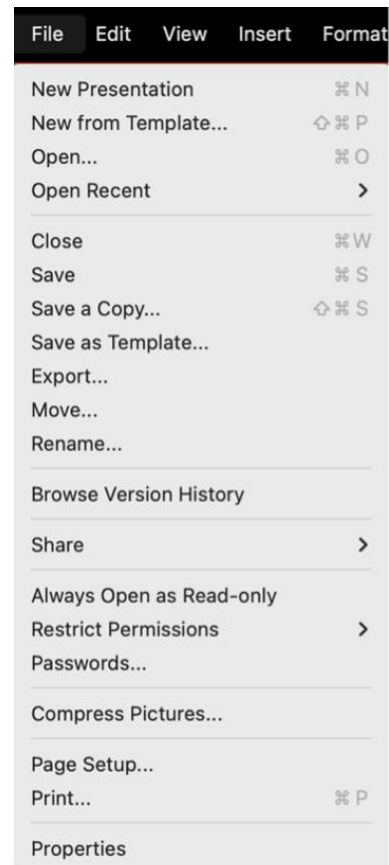 File Edit View Insert Format
New Presentation ⌘ N
New from Template... ⇧ ⌘ P
Open... ⌘ O
Open Recent >
Close ⌘ W
Save ⌘ S
Save a Copy... ⇧ ⌘ S
Save as Template...
Export...
Move...
Rename...
Browse Version History
Share >
Always Open as Read-only
Restrict Permissions >
Passwords...
Compress Pictures...
Page Setup...
Print... ⌘ P
Properties